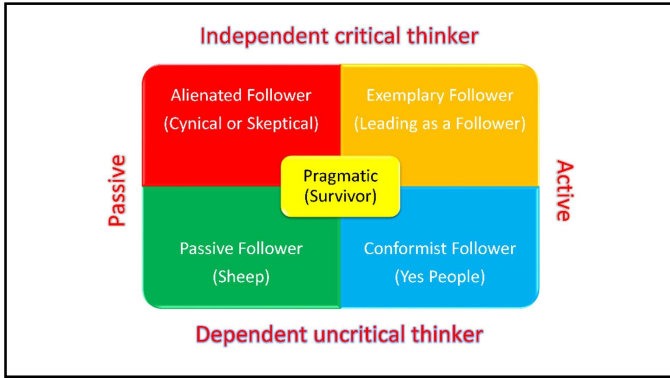 Independent critical thinker
Alienated Follower
(Cynical or Skeptical)
Exemplary Follower
(Leading as a Follower)
Passive
Pragmatic
(Survivor)
Active
Passive Follower
(Sheep)
Conformist Follower
(Yes People)
Dependent uncritical thinker